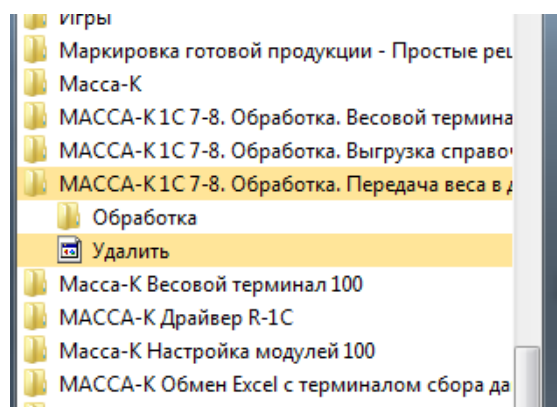 Игры
Маркировка готовой продукции - Простые
Масса-К
МАССА-К 1С 7-8. Обработка. Весовой термина
МАССА-К 1С 7-8. Обработка. Выгрузка справо
МАССА-К 1С 7-8. Обработка. Передача веса в
Обработка
Удалить
Масса-К Весовой терминал 100
МАССА-К Драйвер R-1C
Масса-К Настройка модулей 100
МАССА-К Обмен Excel с терминалом сбора да